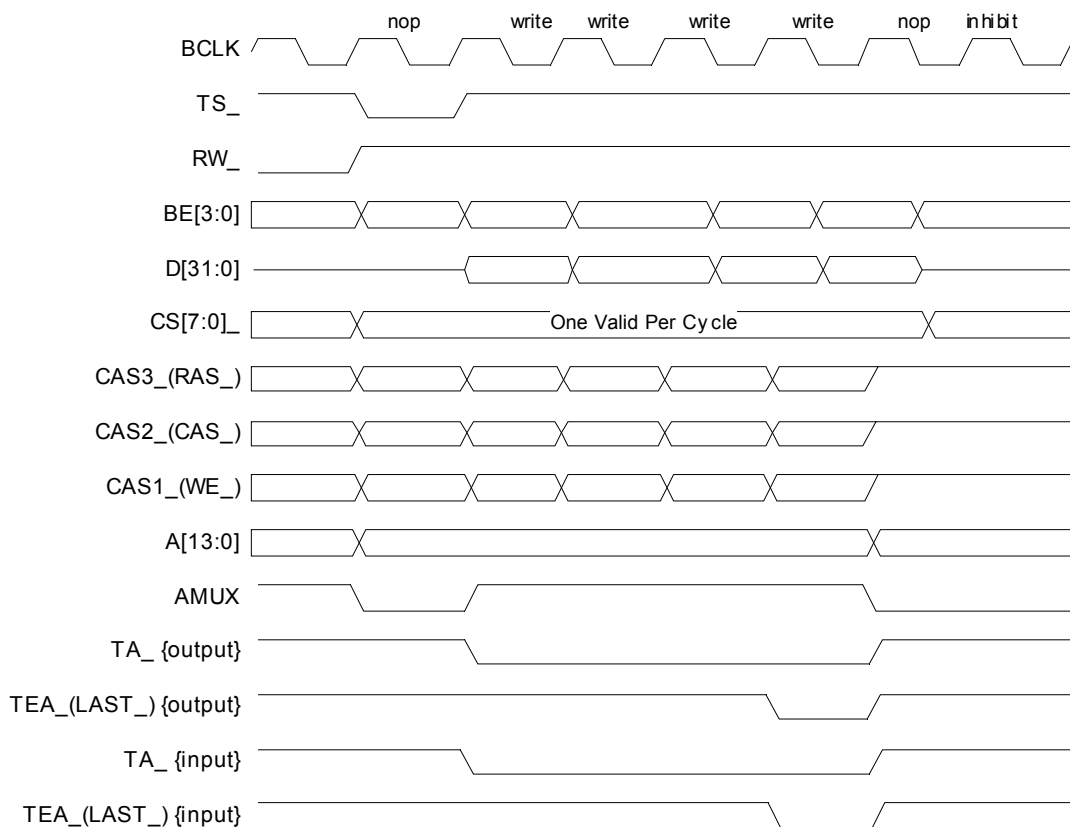 nop write write write write nop inhibit
BCLK
TS_
RW_
BE[3:0]
D[31:0]
CS[7:0]_ One Valid Per Cycle
CAS3_(RAS_)
CAS2_(CAS_)
CAS1_(WE_)
A[13:0]
AMUX
TA_ {output}
TEA_(LAST_) {output}
TA_ {input}
TEA_(LAST_) {input}